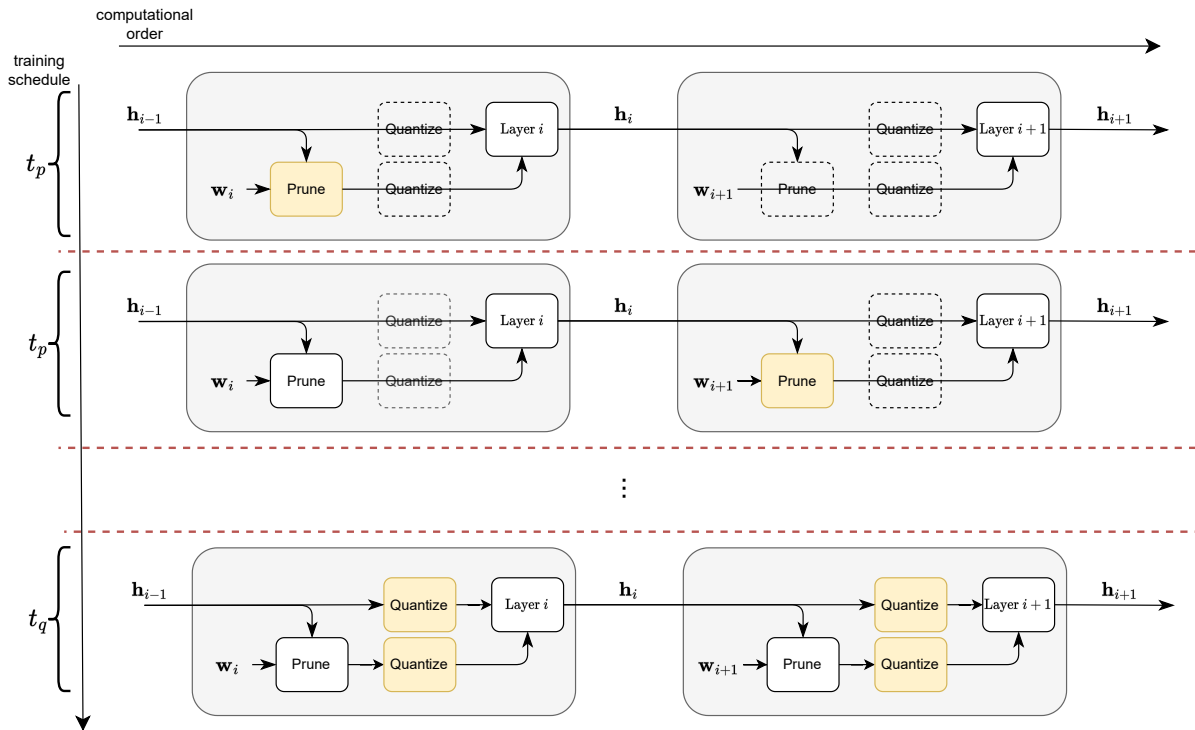 computational
order
training
schedule
t_p
h_{i-1} h_i h_{i+1}
Quantize Layer i Quantize Layer i + 1
w_i Prune Quantize w_{i+1} Prune Quantize
t_p
h_{i-1} h_i h_{i+1}
Quantize Layer i Quantize Layer i + 1
w_i Prune Quantize w_{i+1} Prune Quantize
⋮
t_q
h_{i-1} h_i h_{i+1}
Quantize Layer i Quantize Layer i + 1
w_i Prune Quantize w_{i+1} Prune Quantize